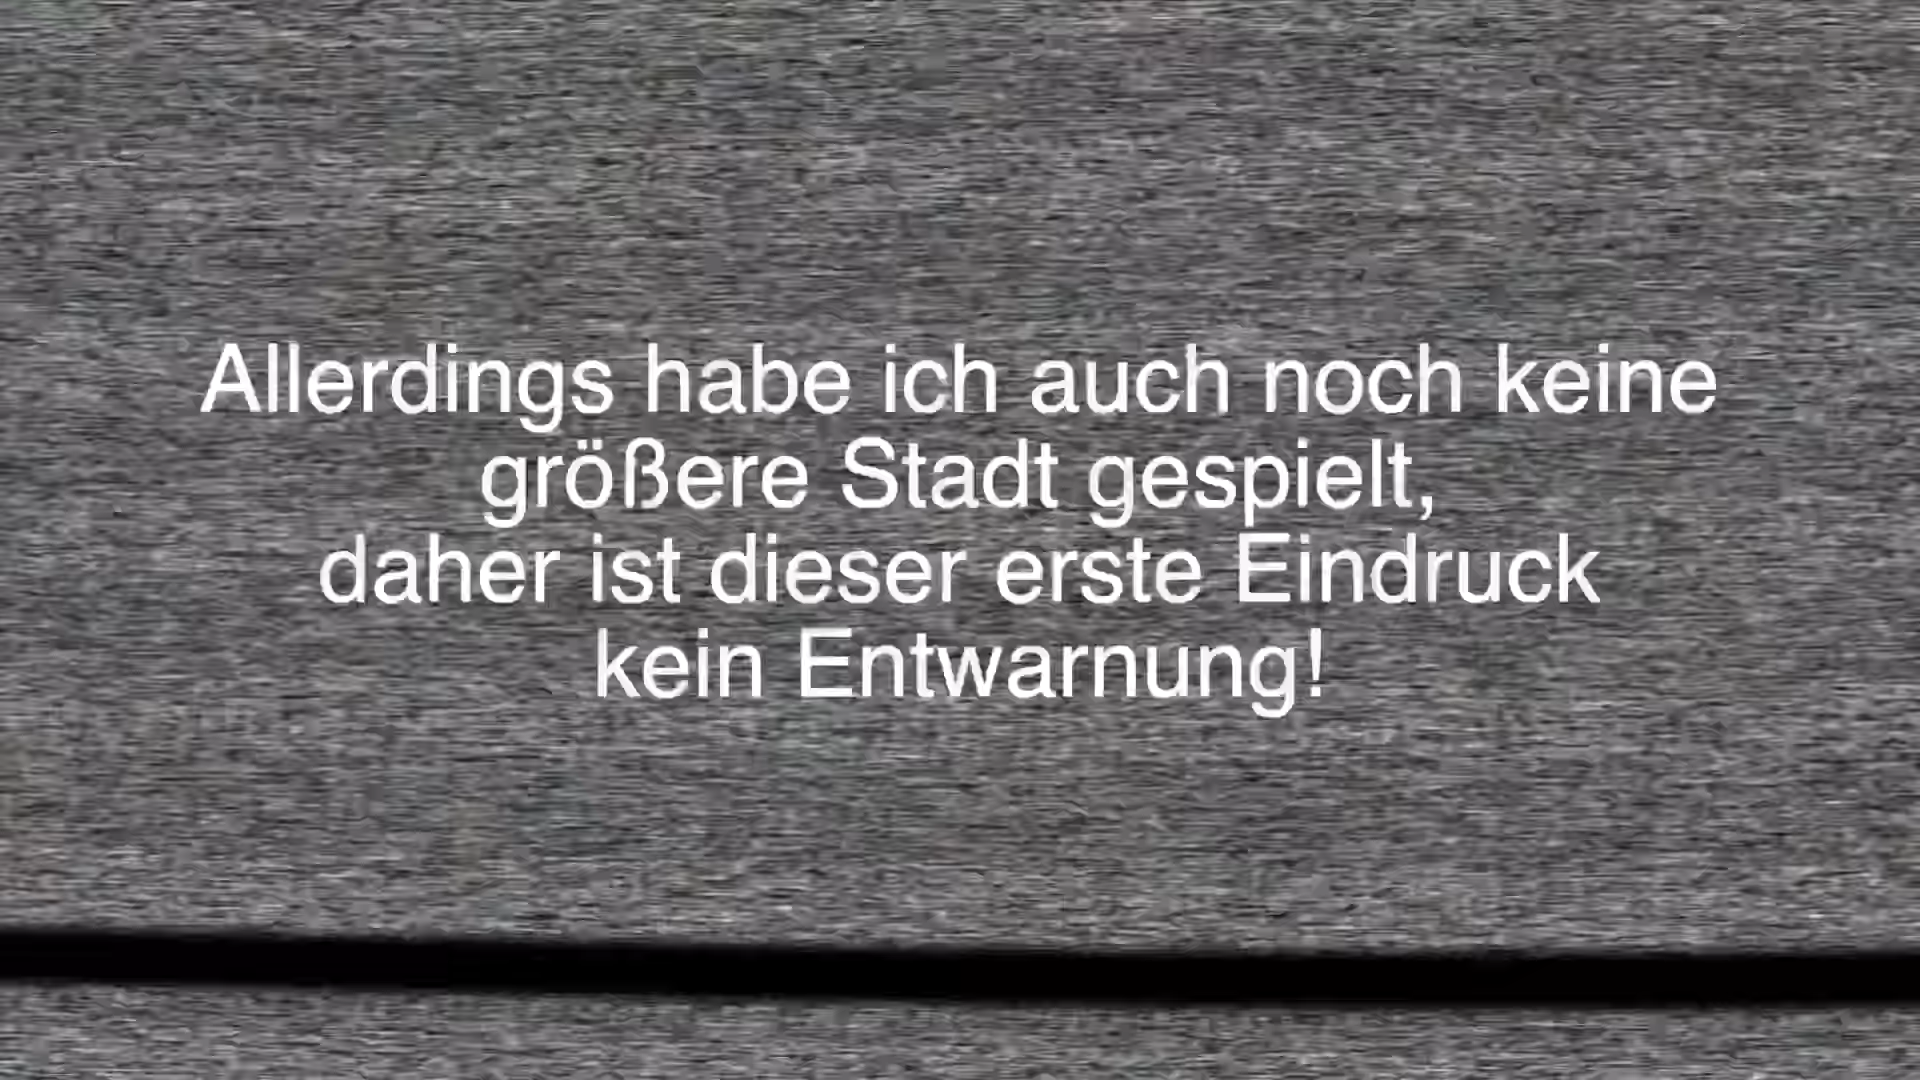 Allerdings habe ich auch noch keine
größere Stadt gespielt,
daher ist dieser erste Eindruck
kein Entwarnung!